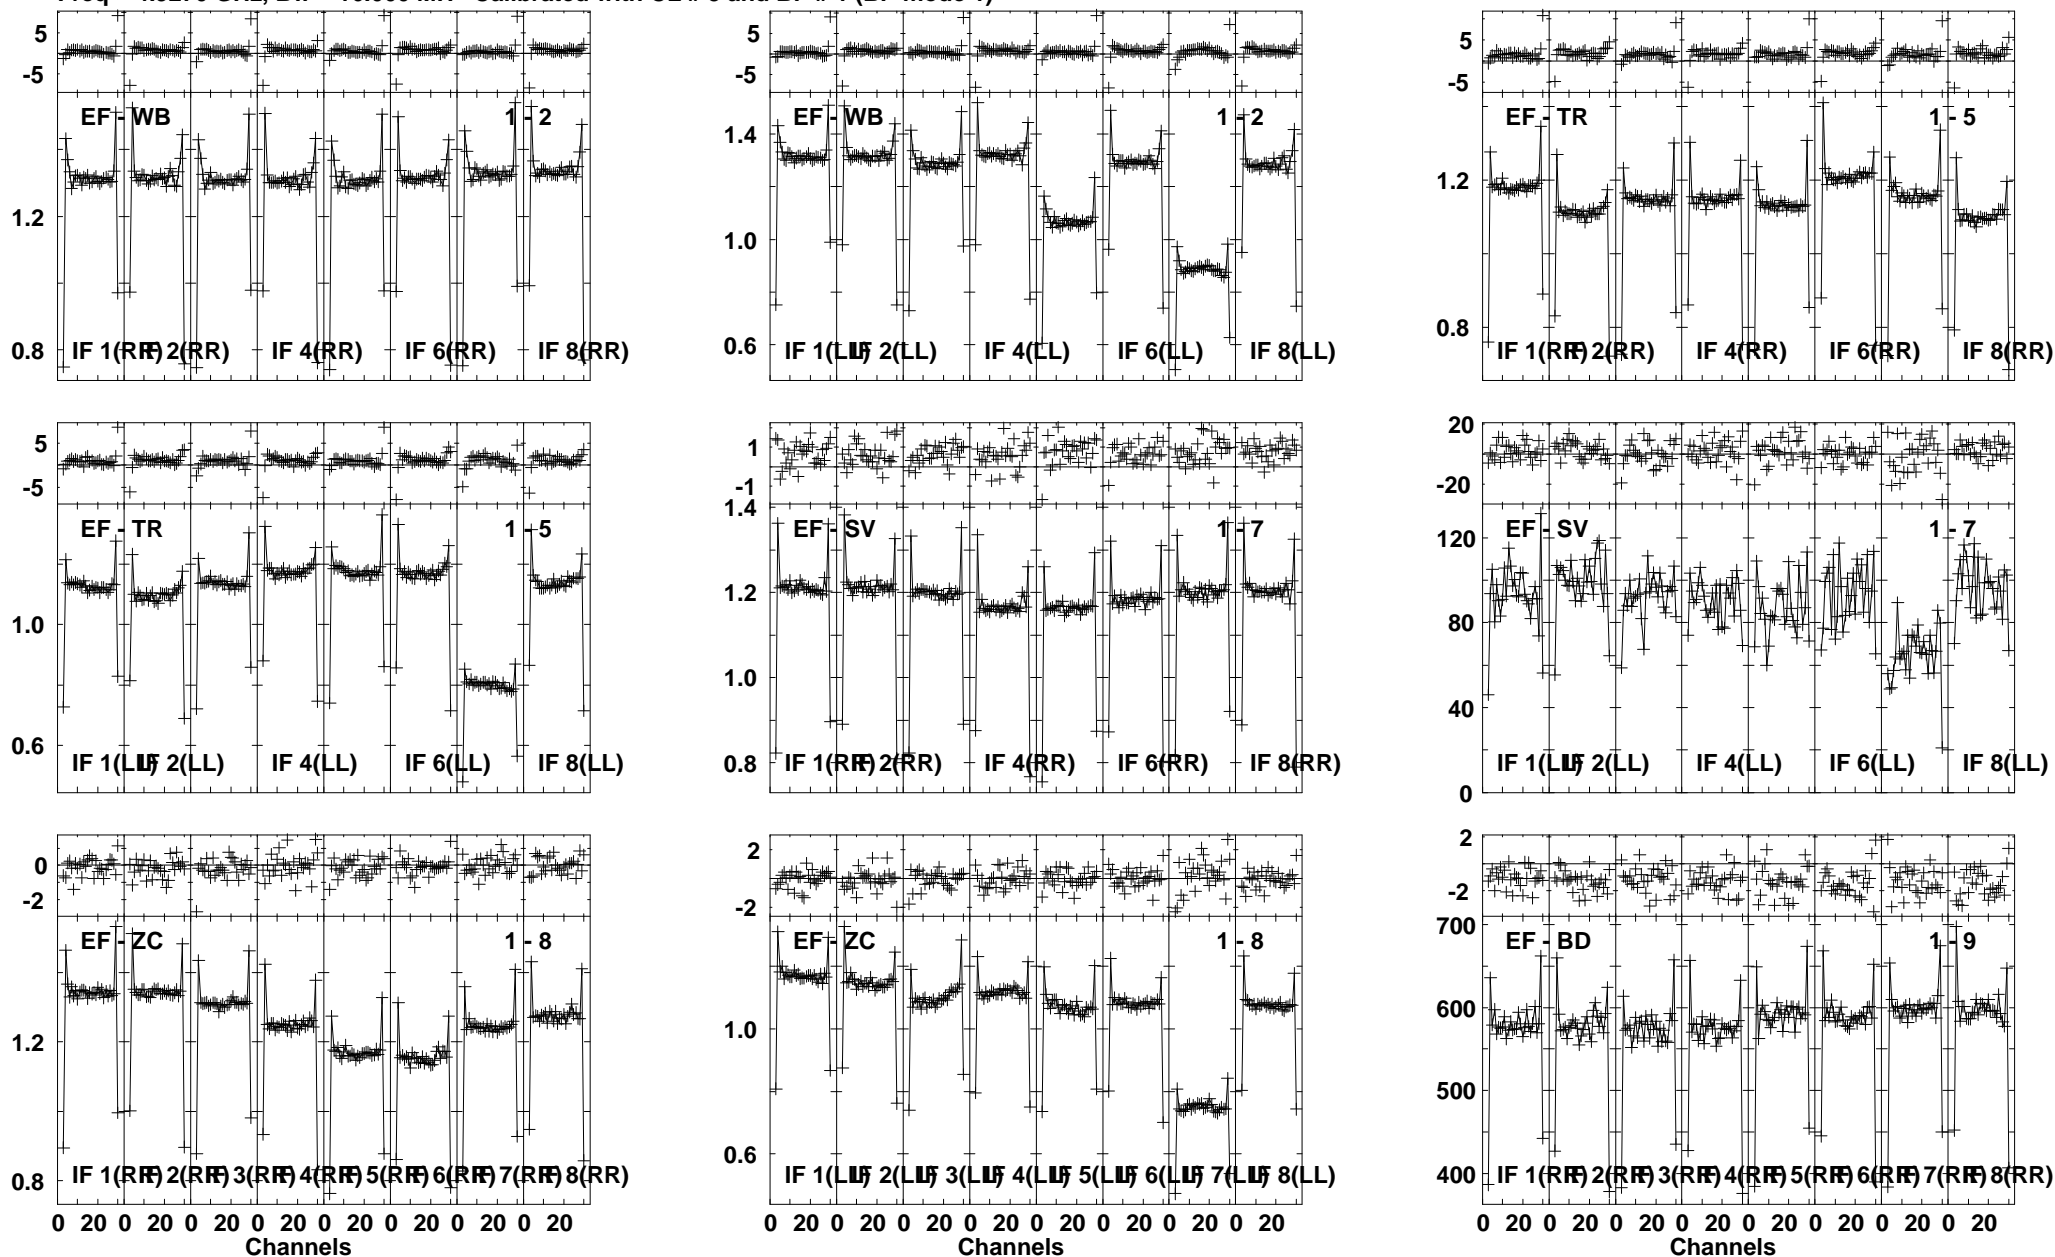 Freq = GHz, Bw = MH Calibrated with CL # and BP # 1 (BP mode 1)
5
-5
EF - WB 1 - 2
1.2
0.8
IF 1(RR) IF 2(RR) IF 4(RR) IF 6(RR) IF 8(RR)
5
-5
EF - WB 1 - 2
1.4
1.0
0.6
IF 1(LL) IF 2(LL) IF 4(LL) IF 6(LL) IF 8(LL)
5
-5
EF - TR 1 - 5
1.2
0.8
IF 1(RR) IF 2(RR) IF 4(RR) IF 6(RR) IF 8(RR)
5
-5
EF - TR 1 - 5
1.0
0.6
IF 1(LL) IF 2(LL) IF 4(LL) IF 6(LL) IF 8(LL)
1
-1
1.4
EF - SV 1 - 7
1.2
1.0
0.8
IF 1(RR) IF 2(RR) IF 4(RR) IF 6(RR) IF 8(RR)
20
-20
EF - SV 1 - 7
120
80
40
0
IF 1(LL) IF 2(LL) IF 4(LL) IF 6(LL) IF 8(LL)
0
-2
EF - ZC 1 - 8
1.2
0.8
IF 1(RR) IF 2(RR) IF 3(RR) IF 4(RR) IF 5(RR) IF 6(RR) IF 7(RR) IF 8(RR)
0 20 0 20 0 20 0 20 0 20 0 20 0 20 0 20
Channels
2
-2
EF - ZC 1 - 8
1.0
0.6
IF 1(LL) IF 2(LL) IF 3(LL) IF 4(LL) IF 5(LL) IF 6(LL) IF 7(LL) IF 8(LL)
0 20 0 20 0 20 0 20 0 20 0 20 0 20 0 20
Channels
2
-2
700
EF - BD 1 - 9
600
500
400
IF 1(RR) IF 2(RR) IF 3(RR) IF 4(RR) IF 5(RR) IF 6(RR) IF 7(RR) IF 8(RR)
0 20 0 20 0 20 0 20 0 20 0 20 0 20 0 20
Channels